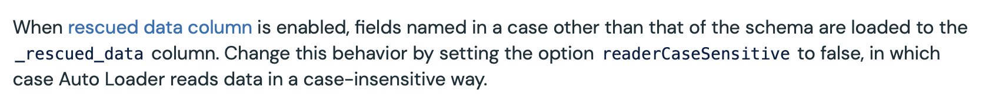 When rescued data column is enabled, fields named in a case other than that of the schema are loaded to the
_rescued_data column. Change this behavior by setting the option readerCaseSensitive to false, in which
case Auto Loader reads data in a case-insensitive way.